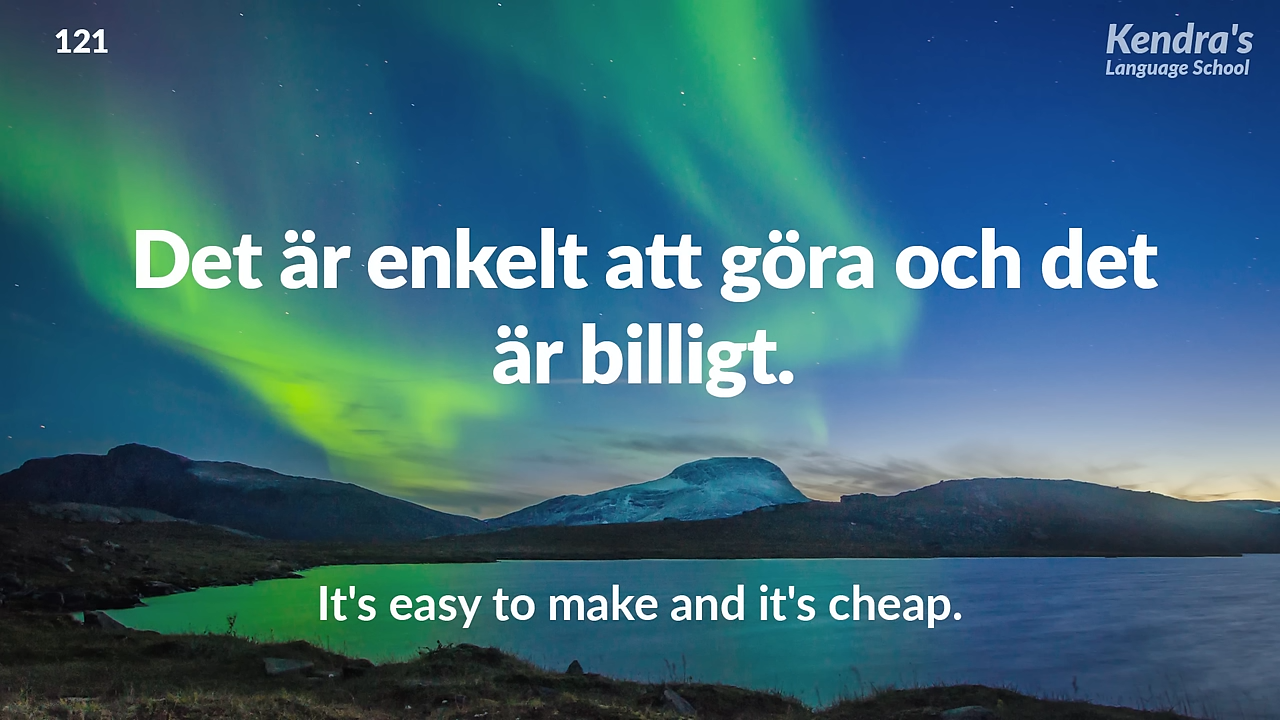 121
Kendra's
Language School
Det är enkelt att göra och det
är billigt.
It's easy to make and it's cheap.